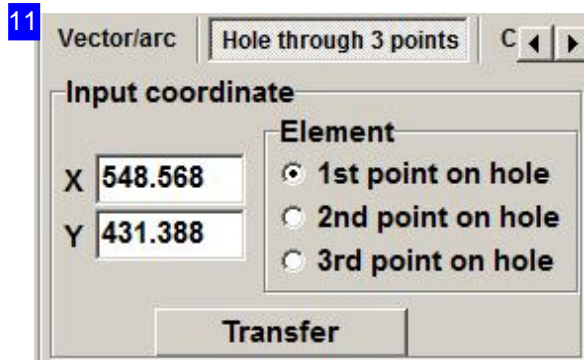 11
Vector/arc Hole through 3 points C
Input coordinate
Element
X 548.568
Y 431.388
1st point on hole
2nd point on hole
3rd point on hole
Transfer